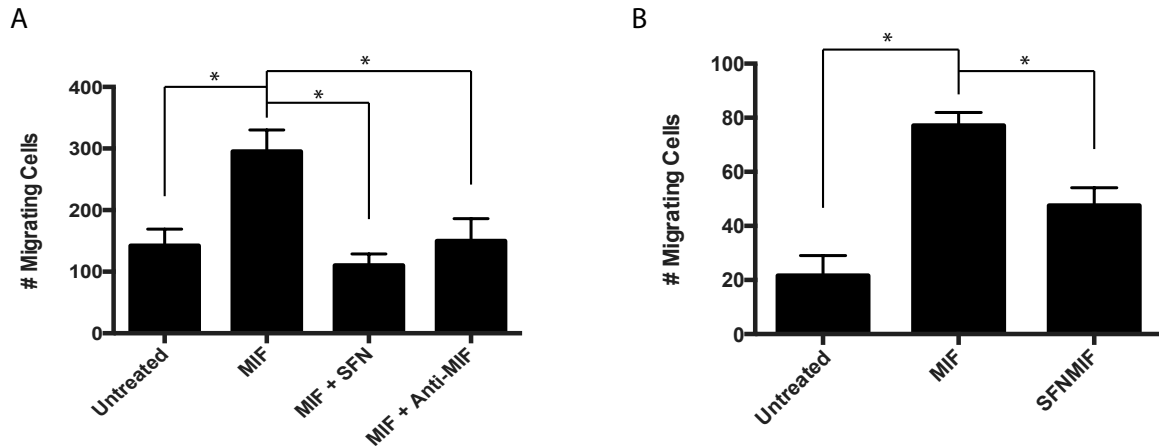 A
# Migrating Cells
400
300
200
100
0
*
*
*
Untreated
MIF
MIF + SFN
MIF + Anti-MIF
B
# Migrating Cells
100
80
60
40
20
0
*
*
Untreated
MIF
SFNMIF